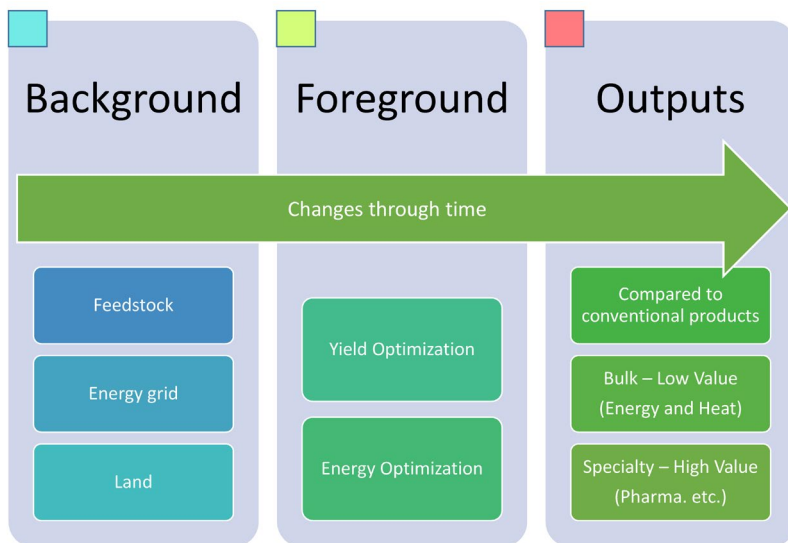 Background
Foreground
Outputs
Changes through time
Feedstock
Energy grid
Land
Yield Optimization
Energy Optimization
Compared to
conventional products
Bulk – Low Value
(Energy and Heat)
Specialty – High Value
(Pharma. etc.)